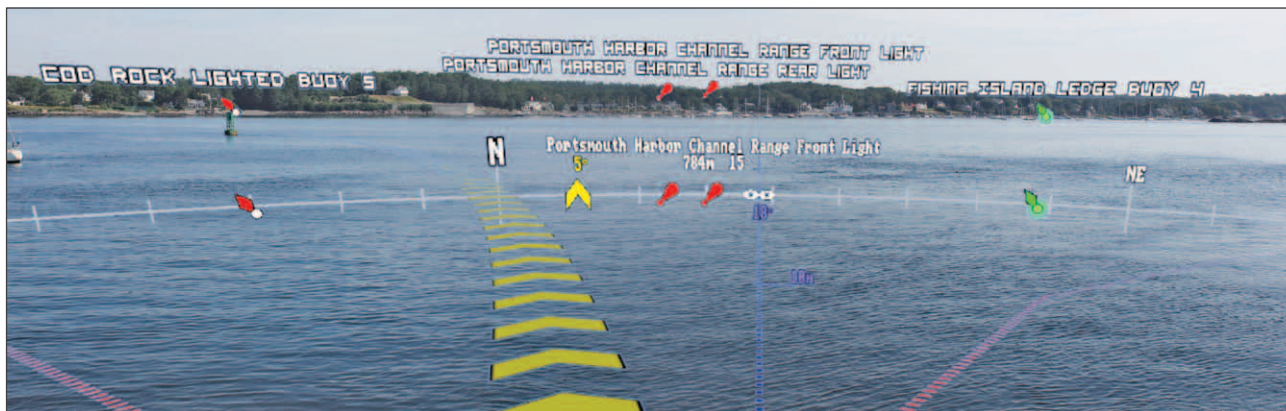 PORTSMOUTH HARBOR CHANNEL RANGE FRONT LIGHT
PORTSMOUTH HARBOR CHANNEL RANGE REAR LIGHT
COD ROCK LIGHTED BUOY 5
FISHING ISLAND LEDGE BUOY 4
N
Portsmouth Harbor Channel Range Front Light
5°
784m 15
NE
18°